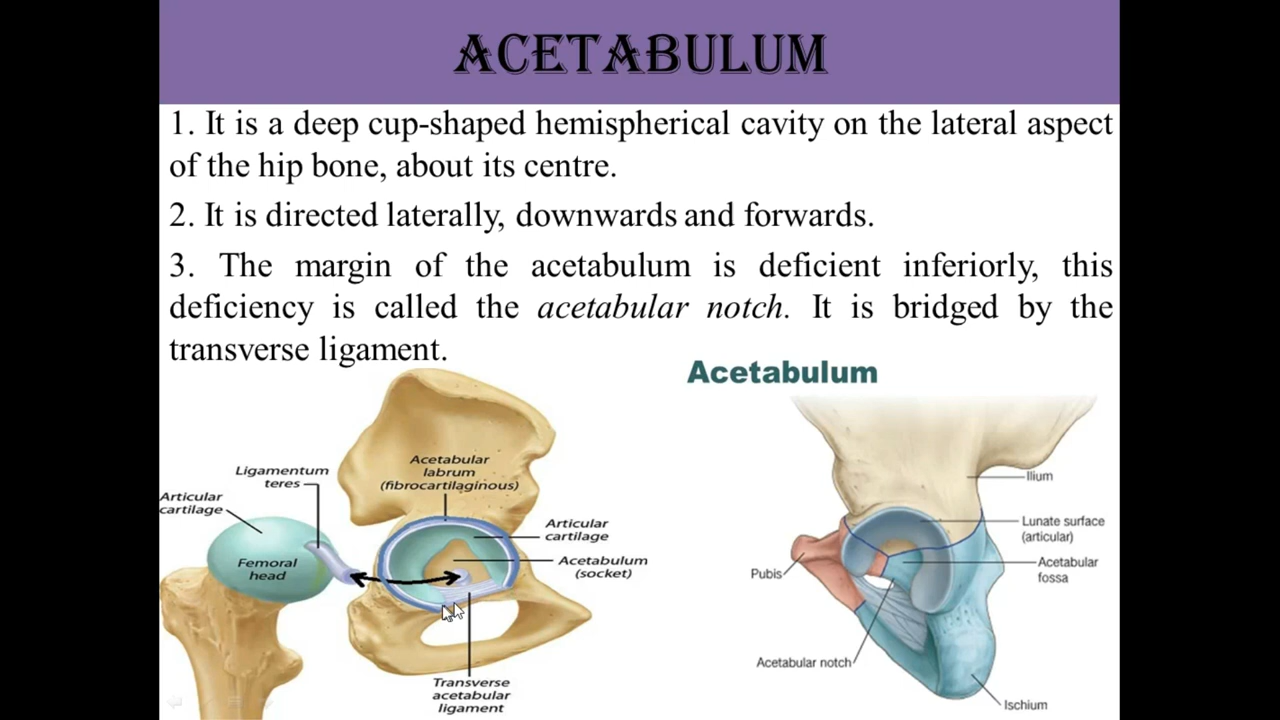 ACETABULUM
1. It is a deep cup-shaped hemispherical cavity on the lateral aspect
of the hip bone, about its centre.
2. It is directed laterally, downwards and forwards.
3. The margin of the acetabulum is deficient inferiorly, this
deficiency is called the acetabular notch. It is bridged by the
transverse ligament.
Acetabulum
Ligamentum
teres
Articular
cartilage
Femoral
head
Acetabular
labrum
(fibrocartilaginous)
Articular
cartilage
Acetabulum
(socket)
Transverse
acetabular
ligament
Ilium
Lunate surface
(articular)
Acetabular
fossa
Pubis
Acetabular notch
Ischium